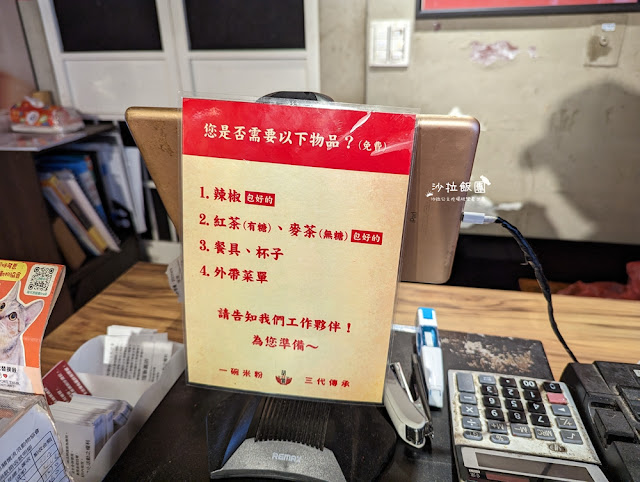 您是否需要以下物品？(免費)
1. 辣椒 包好的
2. 紅茶(有糖)、麥茶(無糖) 包好的
3. 餐具、杯子
4. 外帶菜單
請告知我們工作夥伴！
為您準備～
一碗米粉 三代傳承
沙拉飯團
REMAX